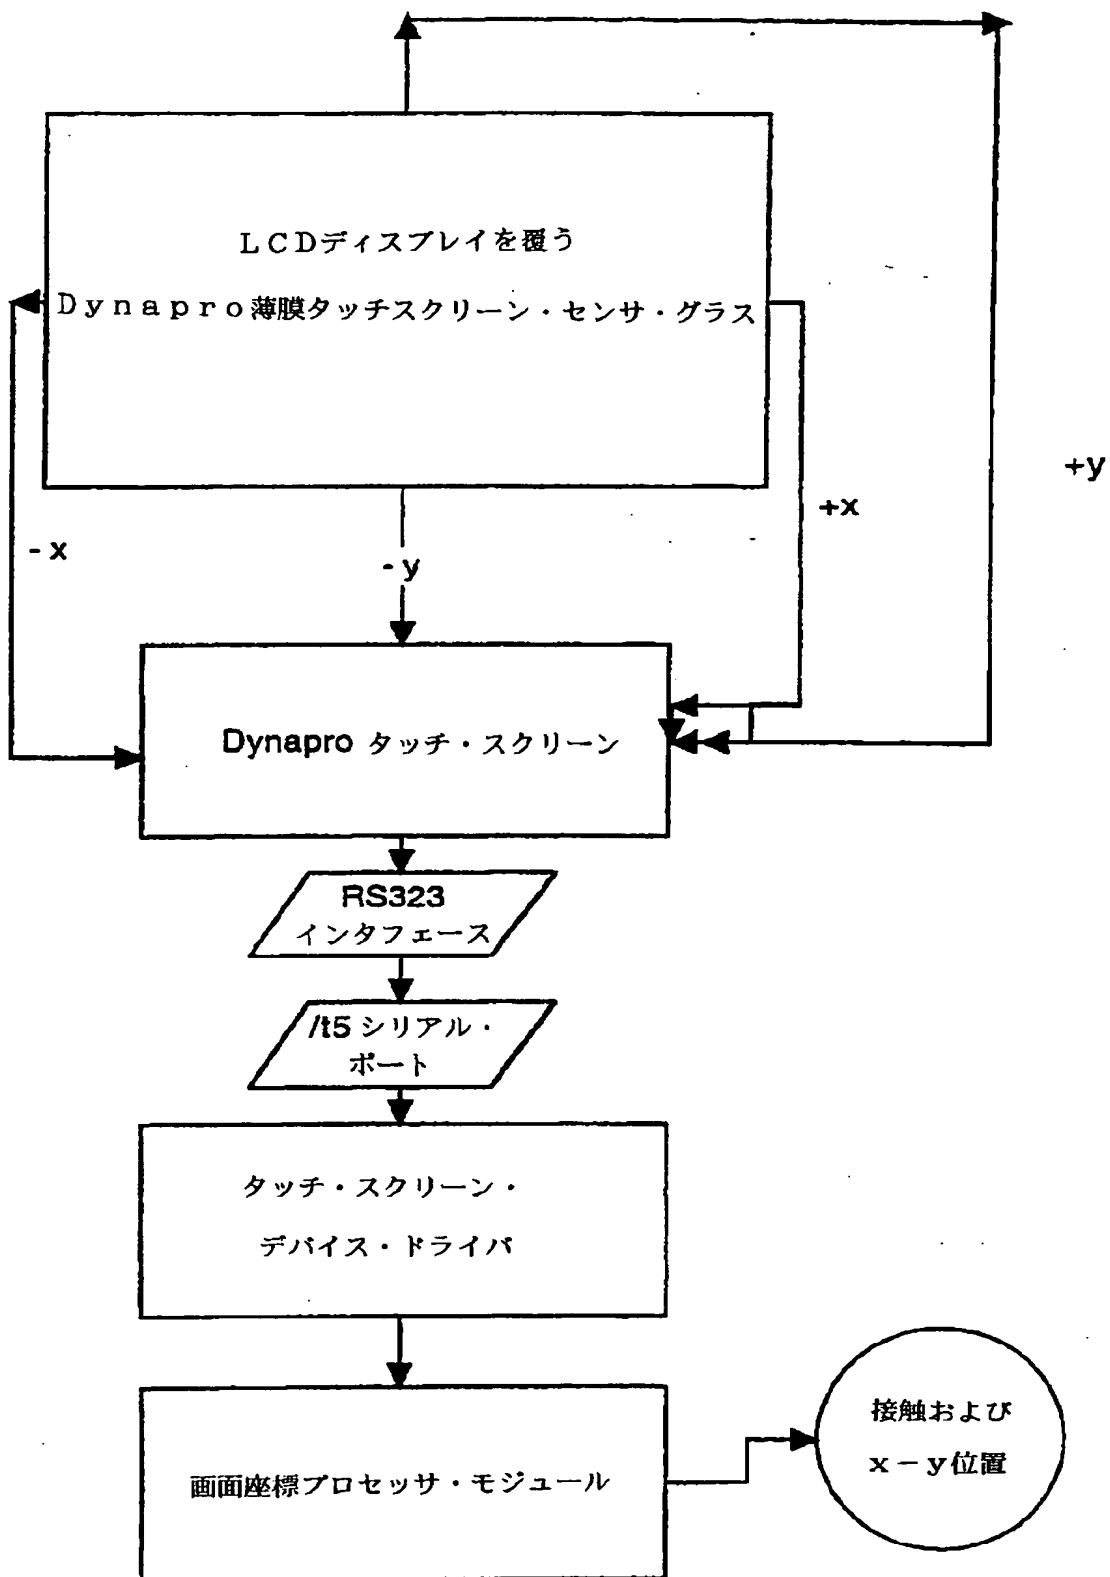 LCDディスプレイを覆う
Dynapro薄膜タッチスクリーン・センサ・グラス
+y
+x
-x
-y
Dynapro タッチ・スクリーン
RS323
インタフェース
/t5 シリアル・
ポート
タッチ・スクリーン・
デバイス・ドライバ
接触および
x-y位置
画面座標プロセッサ・モジュール